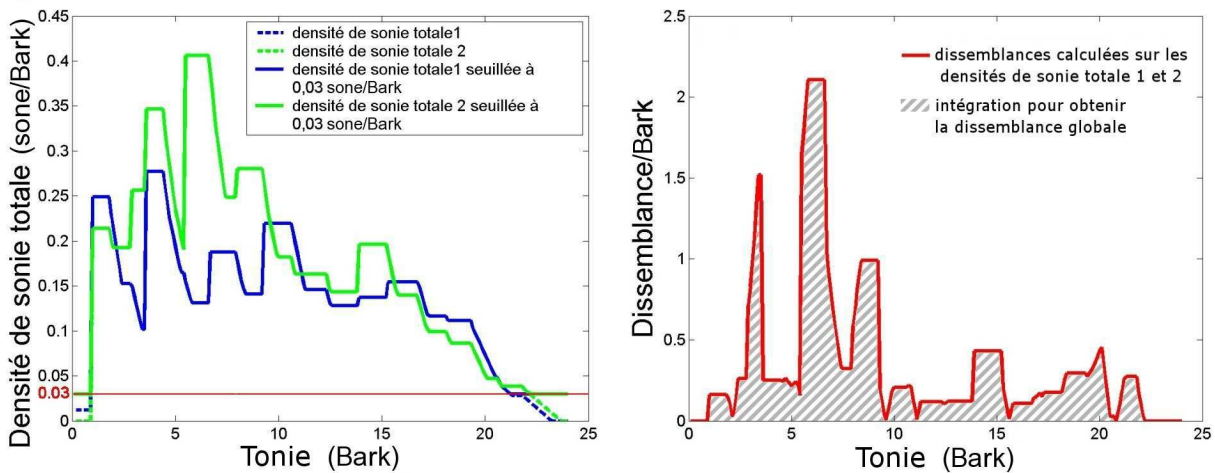 0.45
0.4
0.35
0.3
0.25
0.2
0.15
0.1
0.05
0.03
0
0
5
10
15
20
25
Densité de sonie totale (sone/Bark)
Tonie (Bark)
densité de sonie totale1
densité de sonie totale 2
densité de sonie totale1 seuillée à
0,03 sone/Bark
densité de sonie totale 2 seuillée à
0,03 sone/Bark
2.5
2
1.5
1
0.5
0
0
5
10
15
20
25
Dissemblance/Bark
Tonie (Bark)
dissemblances calculées sur les
densités de sonie totale 1 et 2
intégration pour obtenir
la dissemblance globale